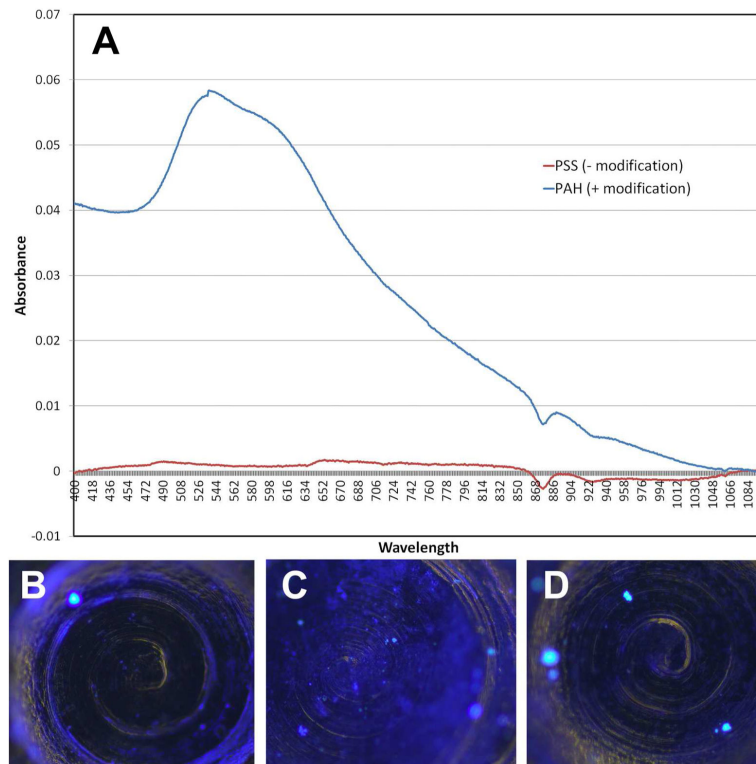 0.07
A
0.06
0.05
PSS (- modification)
PAH (+ modification)
0.04
Absorbance
0.03
0.02
0.01
0
400 418 436 454 472 490 508 526 544 562 580 598 616 634 652 670 688 706 724 742 760 778 796 814 832 850 868 886 904 922 940 958 976 994 1012 1030 1048 1066 1084
-0.01
Wavelength
B C D